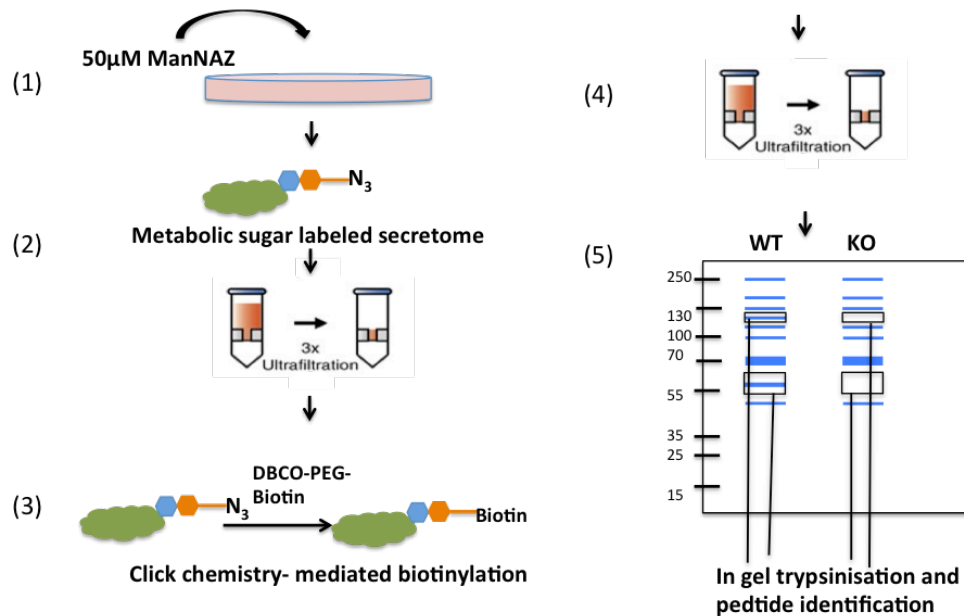 50μM ManNAZ
(1)
N3
Metabolic sugar labeled secretome
(2)
3x
Ultrafiltration
DBCO-PEG-
Biotin
(3)
N3
Biotin
Click chemistry- mediated biotinylation
(4)
3x
Ultrafiltration
(5)
WT
KO
250
130
100
70
55
35
25
15
In gel trypsinisation and
pedtide identification